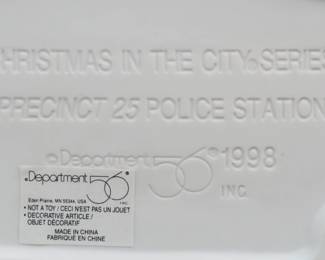 CHRISTMAS IN THE CITY® SERIES
PRECINCT 25 POLICE STATION
©Department 56® 1998
INC.
Department 56®
INC.
Eden Prairie, MN 55344, USA
• NOT A TOY / CECI N'EST PAS UN JOUET
• DECORATIVE ARTICLE /
OBJET DÉCORATIF
MADE IN CHINA
FABRIQUÉ EN CHINE